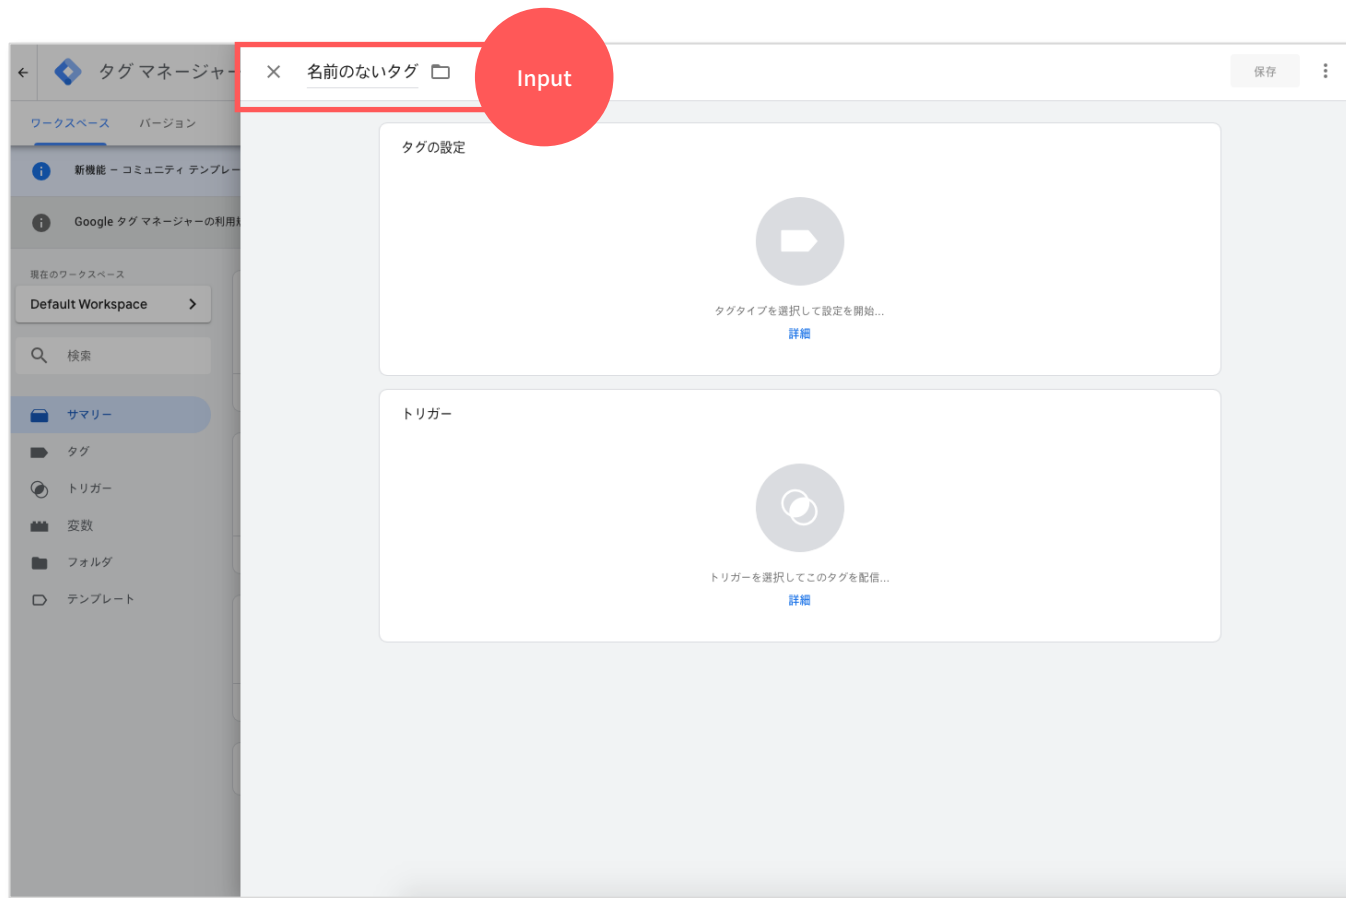 タグ マネージャー
名前のないタグ
Input
保存
ワークスペース バージョン
新機能 – コミュニティ テンプレー
Google タグ マネージャーの利用
現在のワークスペース
Default Workspace
検索
サマリー
タグ
トリガー
変数
フォルダ
テンプレート
タグの設定
タグタイプを選択して設定を開始...
詳細
トリガー
トリガーを選択してこのタグを配信...
詳細